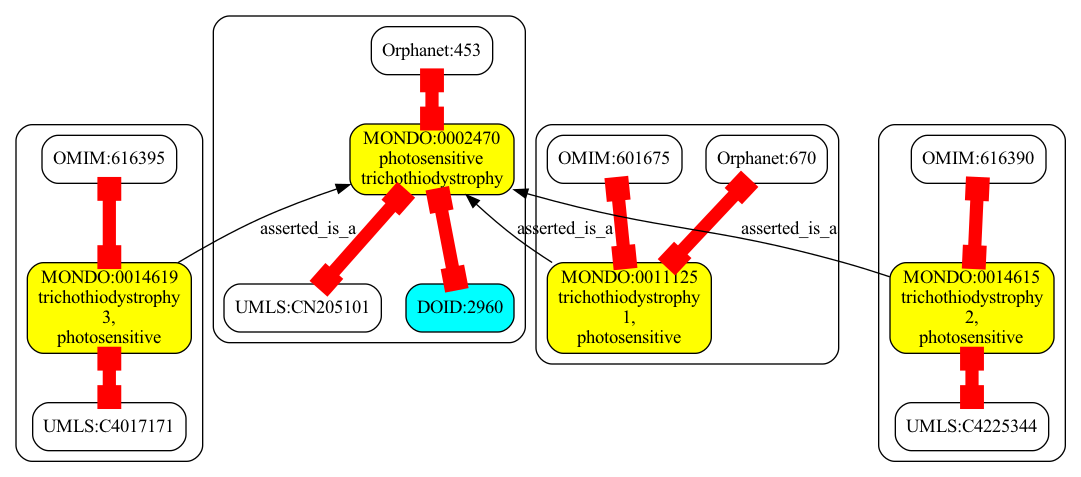 Orphanet:453
MONDO:0002470
photosensitive
trichothiodystrophy
OMIM:616395
OMIM:601675
Orphanet:670
OMIM:616390
asserted_is_a
asserted_is_a
asserted_is_a
MONDO:0014619
trichothiodystrophy
3,
photosensitive
UMLS:CN205101
DOID:2960
MONDO:0011125
trichothiodystrophy
1,
photosensitive
MONDO:0014615
trichothiodystrophy
2,
photosensitive
UMLS:C4017171
UMLS:C4225344